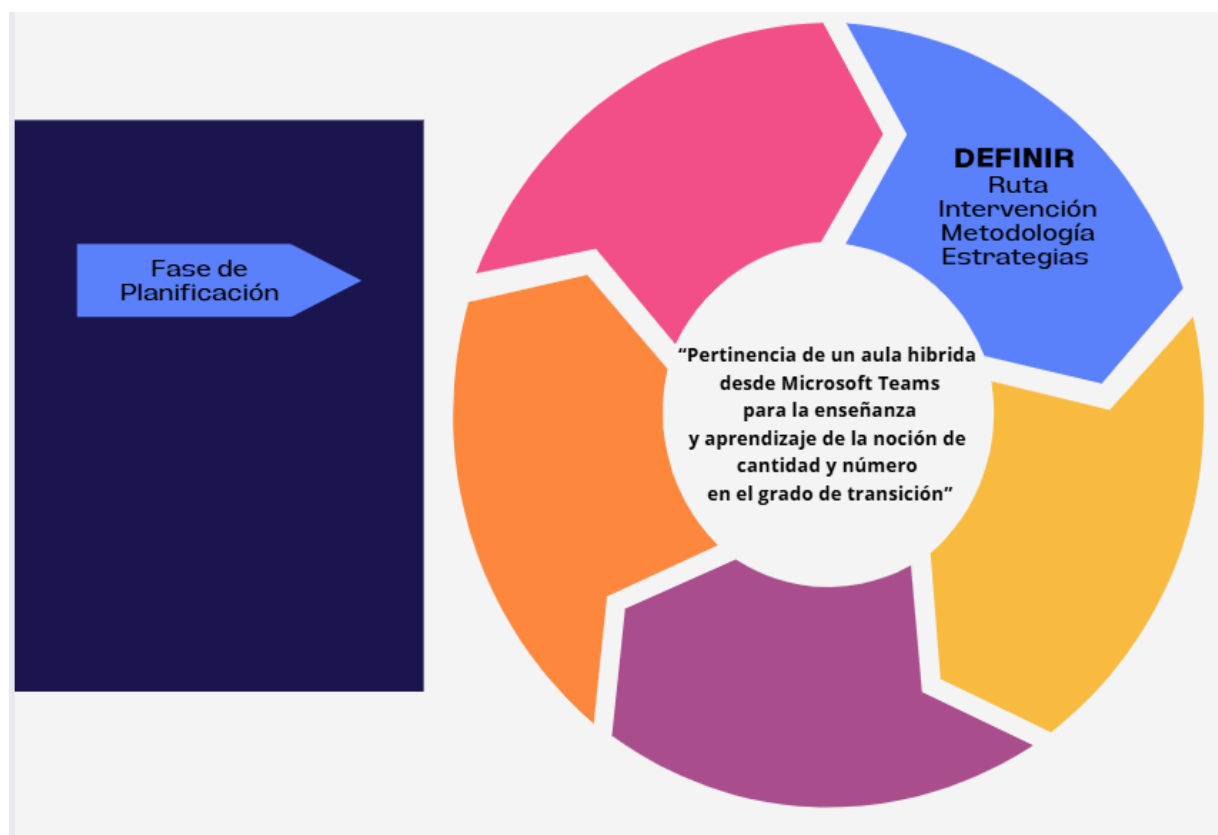 Fase de
Planificación
DEFINIR
Ruta
Intervención
Metodología
Estrategias
“Pertinencia de un aula hibrida
desde Microsoft Teams
para la enseñanza
y aprendizaje de la noción de
cantidad y número
en el grado de transición”